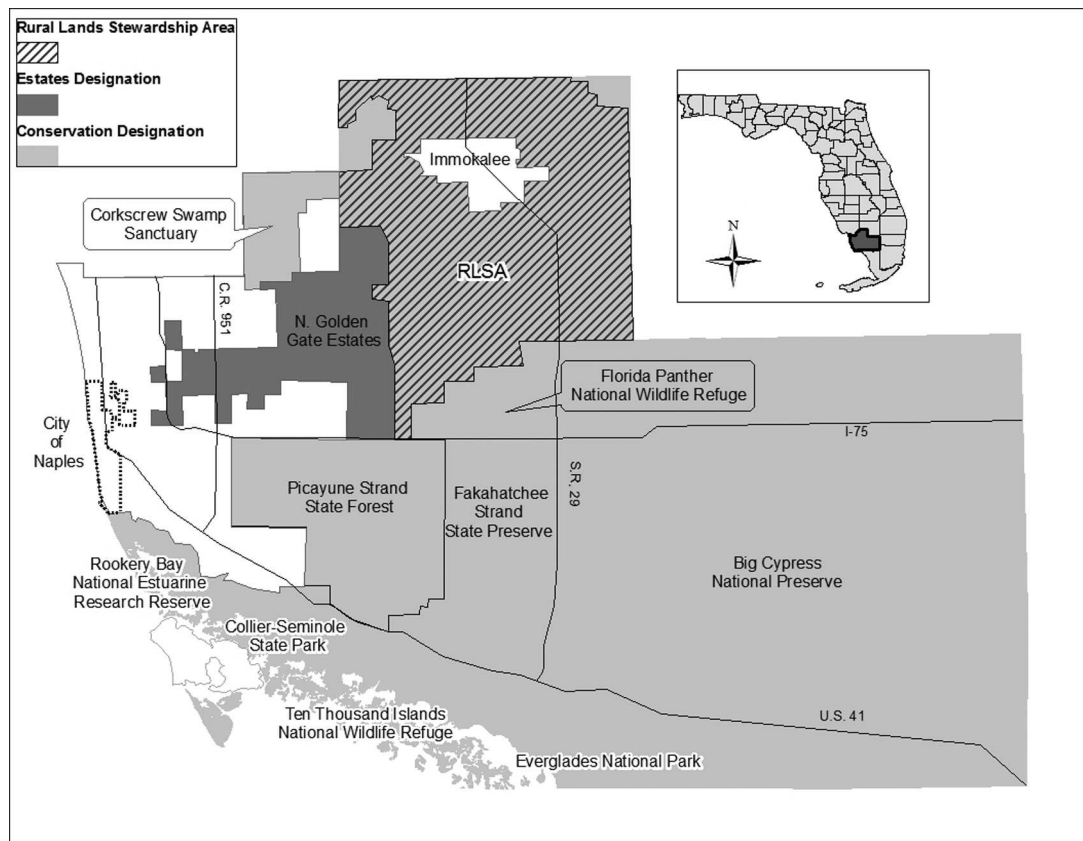 Rural Lands Stewardship Area
Estates Designation
Conservation Designation
Immokalee
Corkscrew Swamp
Sanctuary
N
RLSA
C.R. 951
N. Golden
Gate Estates
Florida Panther
National Wildlife Refuge
City
of
Naples
I-75
S.R. 29
Picayune Strand
State Forest
Fakahatchee
Strand
State Preserve
Big Cypress
National Preserve
Rookery Bay
National Estuarine
Research Reserve
Collier-Seminole
State Park
Ten Thousand Islands
National Wildlife Refuge
U.S. 41
Everglades National Park